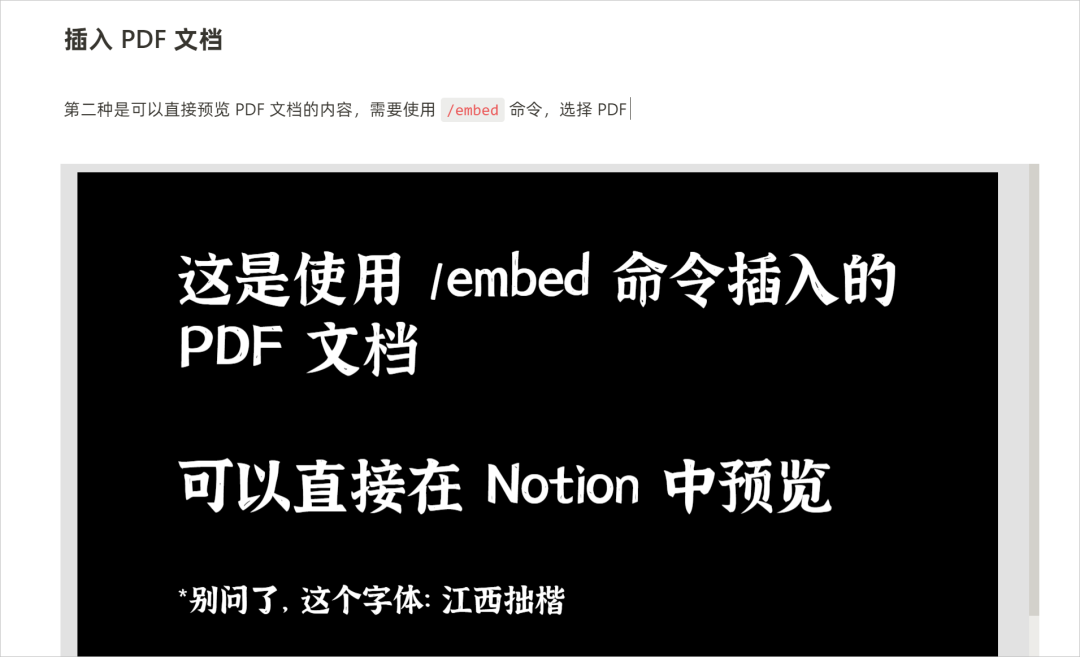 插入 PDF 文档
第二种是可以直接预览 PDF 文档的内容，需要使用 /embed 命令，选择 PDF
这是使用 /embed 命令插入的
PDF 文档
可以直接在 Notion 中预览
*别问了, 这个字体: 江西拙楷